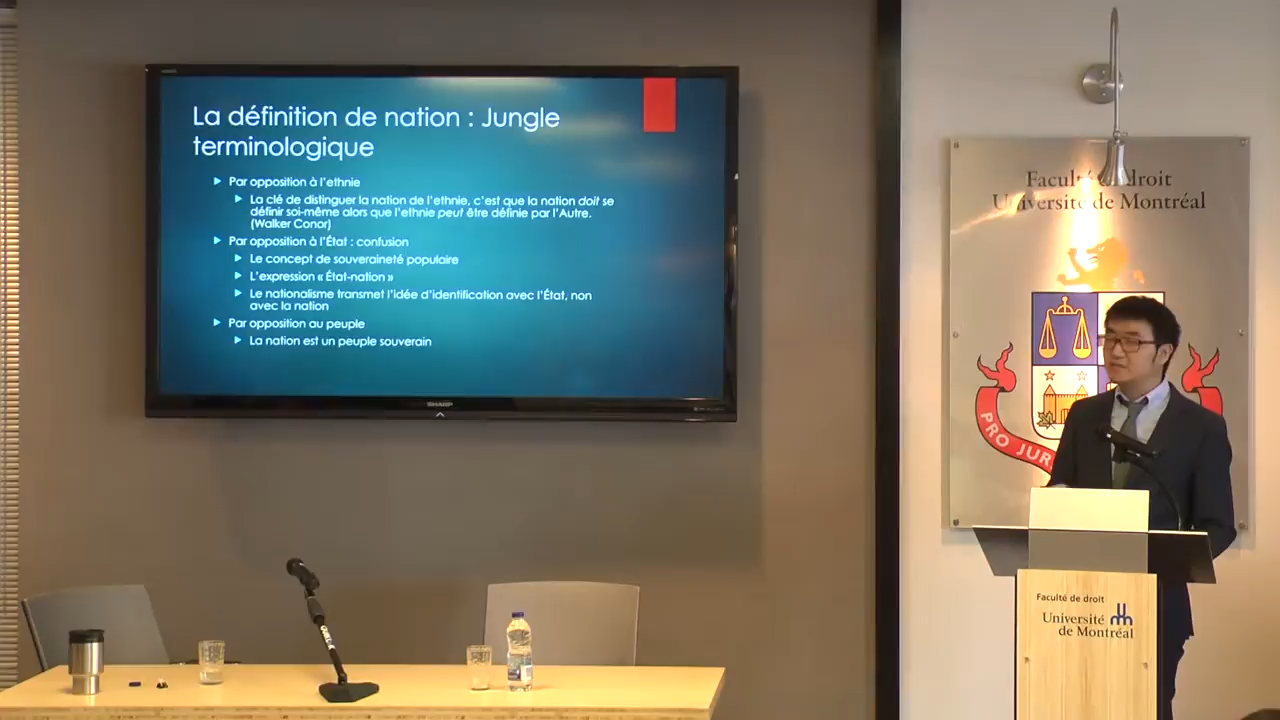 La définition de nation : Jungle
terminologique
Par opposition à l'ethnie
La clé de distinguer la nation de l'ethnie, c'est que la nation doit se
définir soi-même alors que l'ethnie peut être définie par l'Autre.
(Walker Conor)
Par opposition à l'État : confusion
Le concept de souveraineté populaire
L'expression « État-nation »
Le nationalisme transmet l'idée d'identification avec l'État, non
avec la nation
Par opposition au peuple
La nation est un peuple souverain
SHARP
Faculté de droit
Université de Montréal
PRO JUR
Faculté de droit
Université
de Montréal